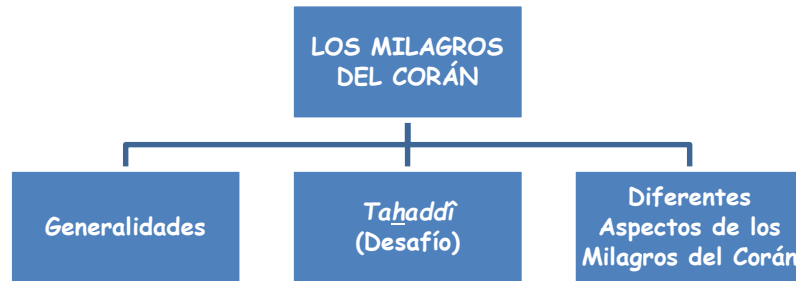 LOS MILAGROS
DEL CORÁN
Generalidades
Tahaddî
(Desafío)
Diferentes
Aspectos de los
Milagros del Corán